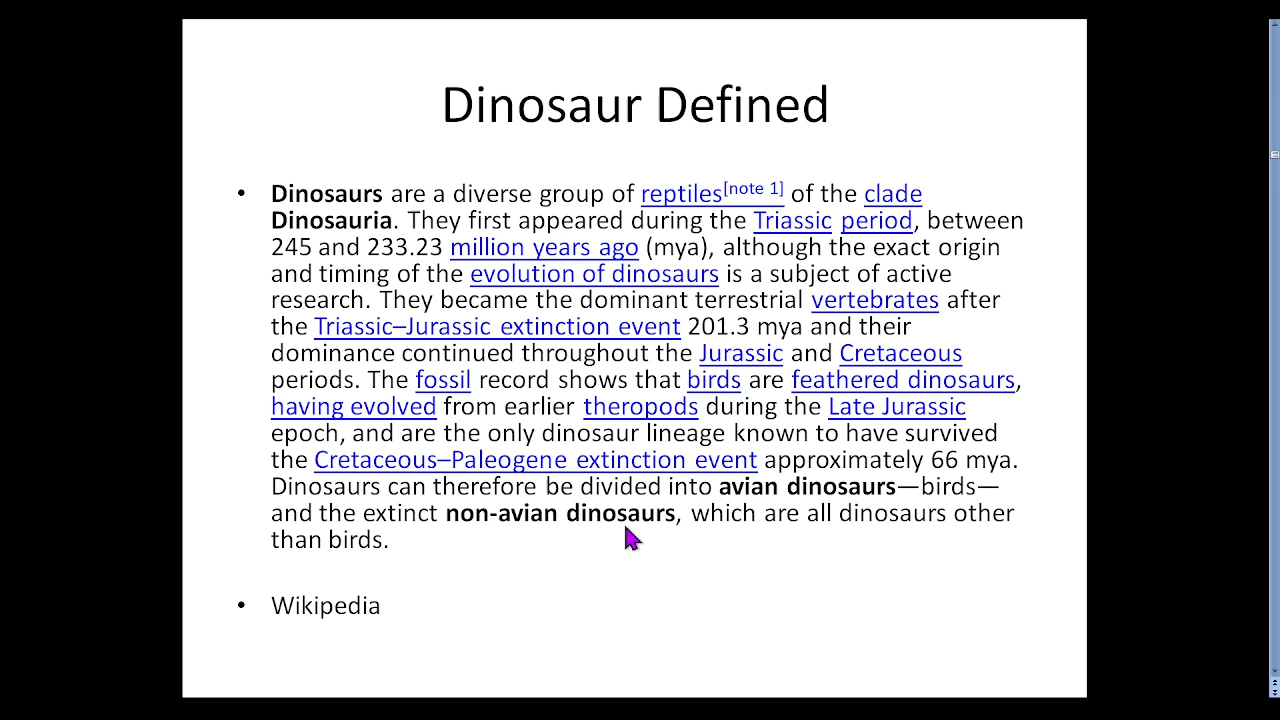 Dinosaur Defined
• Dinosaurs are a diverse group of reptiles[note 1] of the clade
Dinosauria. They first appeared during the Triassic period, between
245 and 233.23 million years ago (mya), although the exact origin
and timing of the evolution of dinosaurs is a subject of active
research. They became the dominant terrestrial vertebrates after
the Triassic–Jurassic extinction event 201.3 mya and their
dominance continued throughout the Jurassic and Cretaceous
periods. The fossil record shows that birds are feathered dinosaurs,
having evolved from earlier theropods during the Late Jurassic
epoch, and are the only dinosaur lineage known to have survived
the Cretaceous–Paleogene extinction event approximately 66 mya.
Dinosaurs can therefore be divided into avian dinosaurs—birds—
and the extinct non-avian dinosaurs, which are all dinosaurs other
than birds.
• Wikipedia